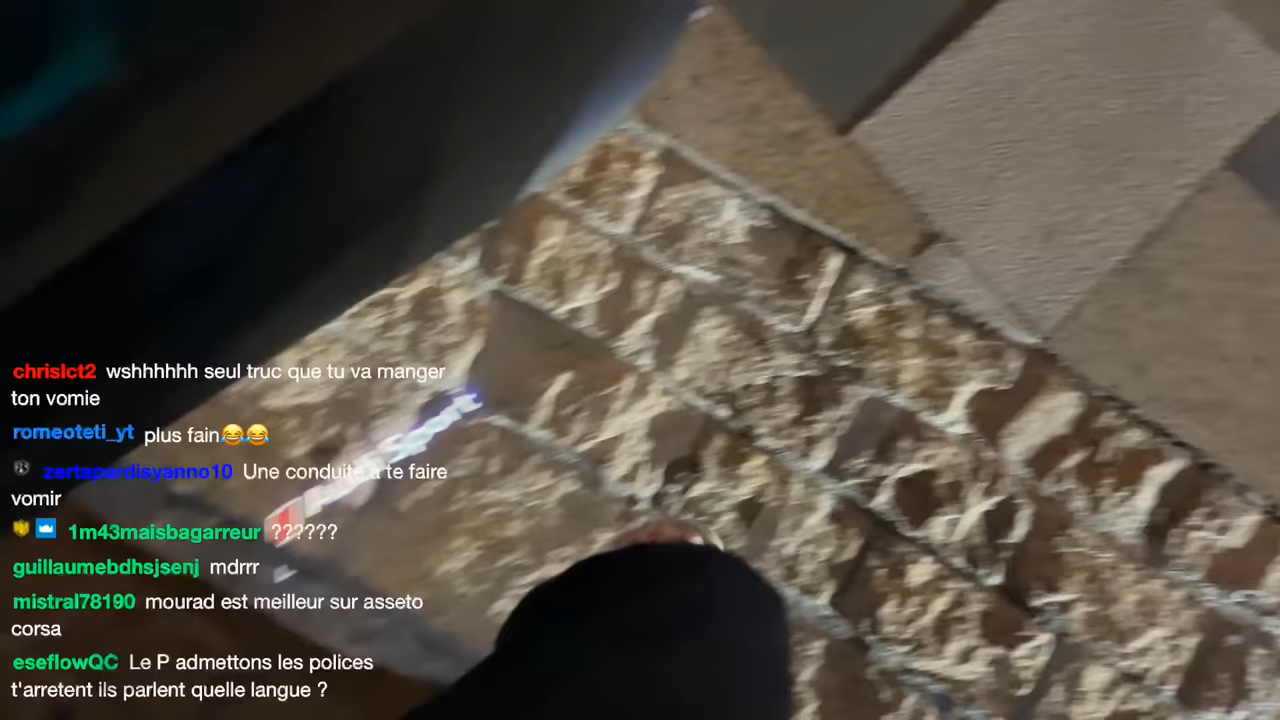 chrislct2 wshhhhhh seul truc que tu va manger
ton vomie
romeoteti_yt plus fain😂😂
zertapardisyanno10 Une conduite à te faire
vomir
1m43maisbagarreur ??????
guillaumebdhsjsenj mdrrr
mistral78190 mourad est meilleur sur asseto
corsa
eseflowQC Le P admettons les polices
t'arretent ils parlent quelle langue ?